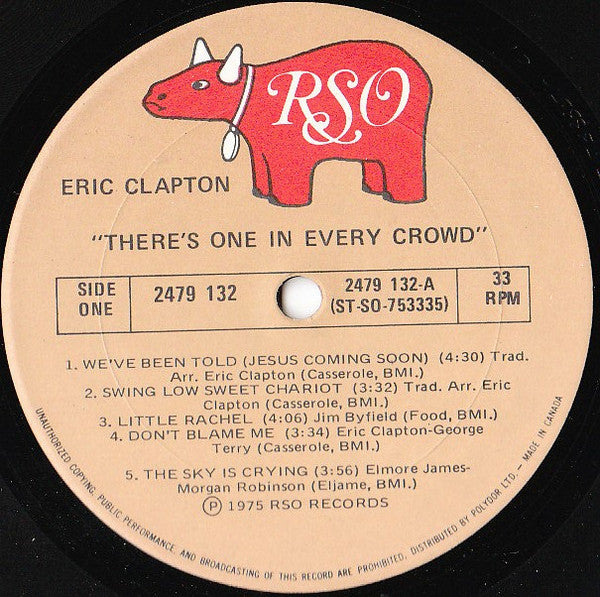 RSO
ERIC CLAPTON
"THERE'S ONE IN EVERY CROWD"
SIDE ONE
2479 132
2479 132-A
(ST-SO-753335)
33 RPM
1. WE'VE BEEN TOLD (JESUS COMING SOON) (4:30) Trad.
Arr. Eric Clapton (Casserole, BMI.)
2. SWING LOW SWEET CHARIOT (3:32) Trad. Arr. Eric
Clapton (Casserole, BMI.)
3. LITTLE RACHEL (4:06) Jim Byfield (Food, BMI.)
4. DON'T BLAME ME (3:34) Eric Clapton-George
Terry (Casserole, BMI.)
5. THE SKY IS CRYING (3:56) Elmore James-
Morgan Robinson (Eljame, BMI.)
Ⓟ 1975 RSO RECORDS
UNAUTHORIZED COPYING, PUBLIC PERFORMANCE, AND BROADCASTING OF THIS RECORD ARE PROHIBITED. DISTRIBUTED BY POLYDOR LTD. — MADE IN CANADA